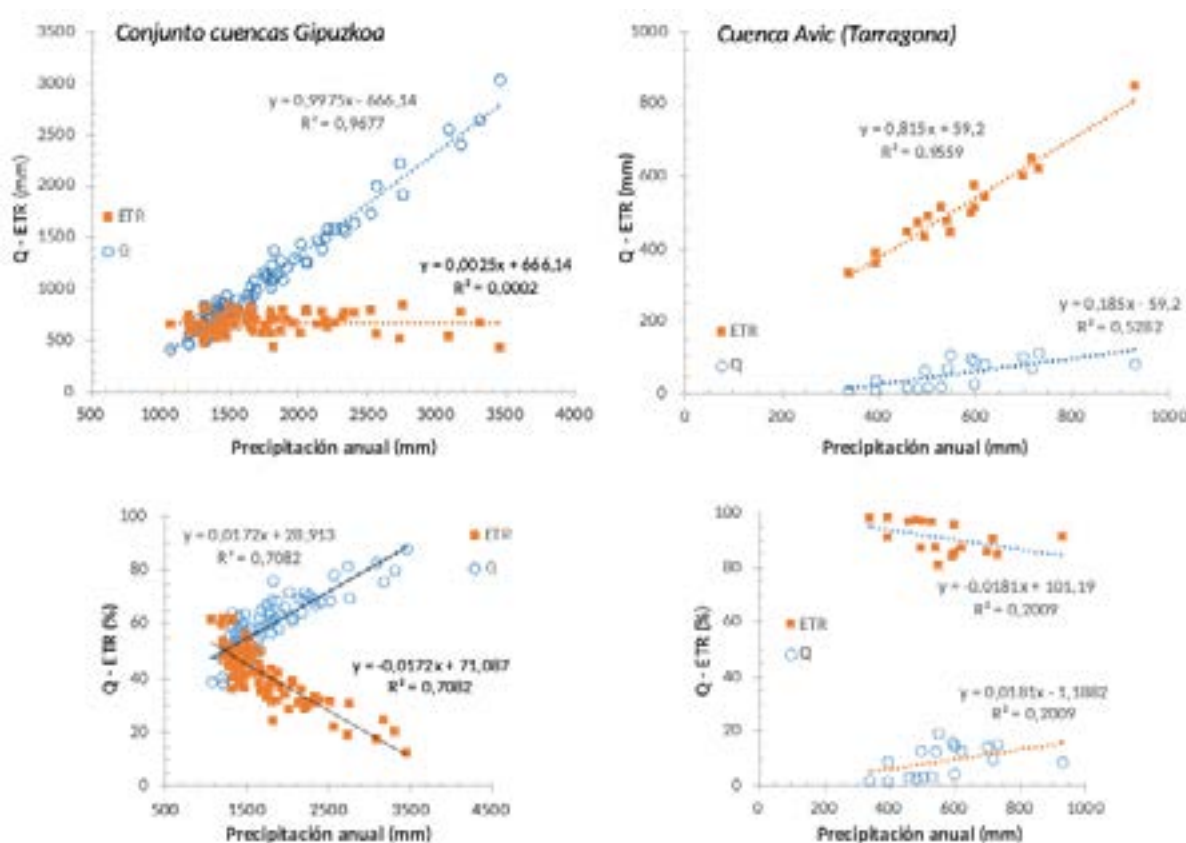 Conjunto cuencas Gipuzkoa
3500
3000
2500
2000
1500
1000
500
0
Q - ETR (mm)
y = 0,9975x - 666,14
R² = 0,9677
ETR
Q
y = 0,0025x + 666,14
R² = 0,0002
500 1000 1500 2000 2500 3000 3500 4000
Precipitación anual (mm)
Cuenca Avic (Tarragona)
1000
800
600
400
200
0
Q - ETR (mm)
y = 0,815x + 59,2
R² = 0,9559
y = 0,185x - 59,2
R² = 0,5282
ETR
Q
0 200 400 600 800 1000
Precipitación anual (mm)
100
80
60
40
20
0
Q - ETR (%)
y = 0,0172x + 28,913
R² = 0,7082
ETR
Q
y = -0,0172x + 71,087
R² = 0,7082
500 1500 2500 3500 4500
Precipitación anual (mm)
100
80
60
40
20
0
Q - ETR (%)
y = -0,0181x + 101,19
R² = 0,2009
ETR
Q
y = 0,0181x - 1,1882
R² = 0,2009
0 200 400 600 800 1000
Precipitación anual (mm)